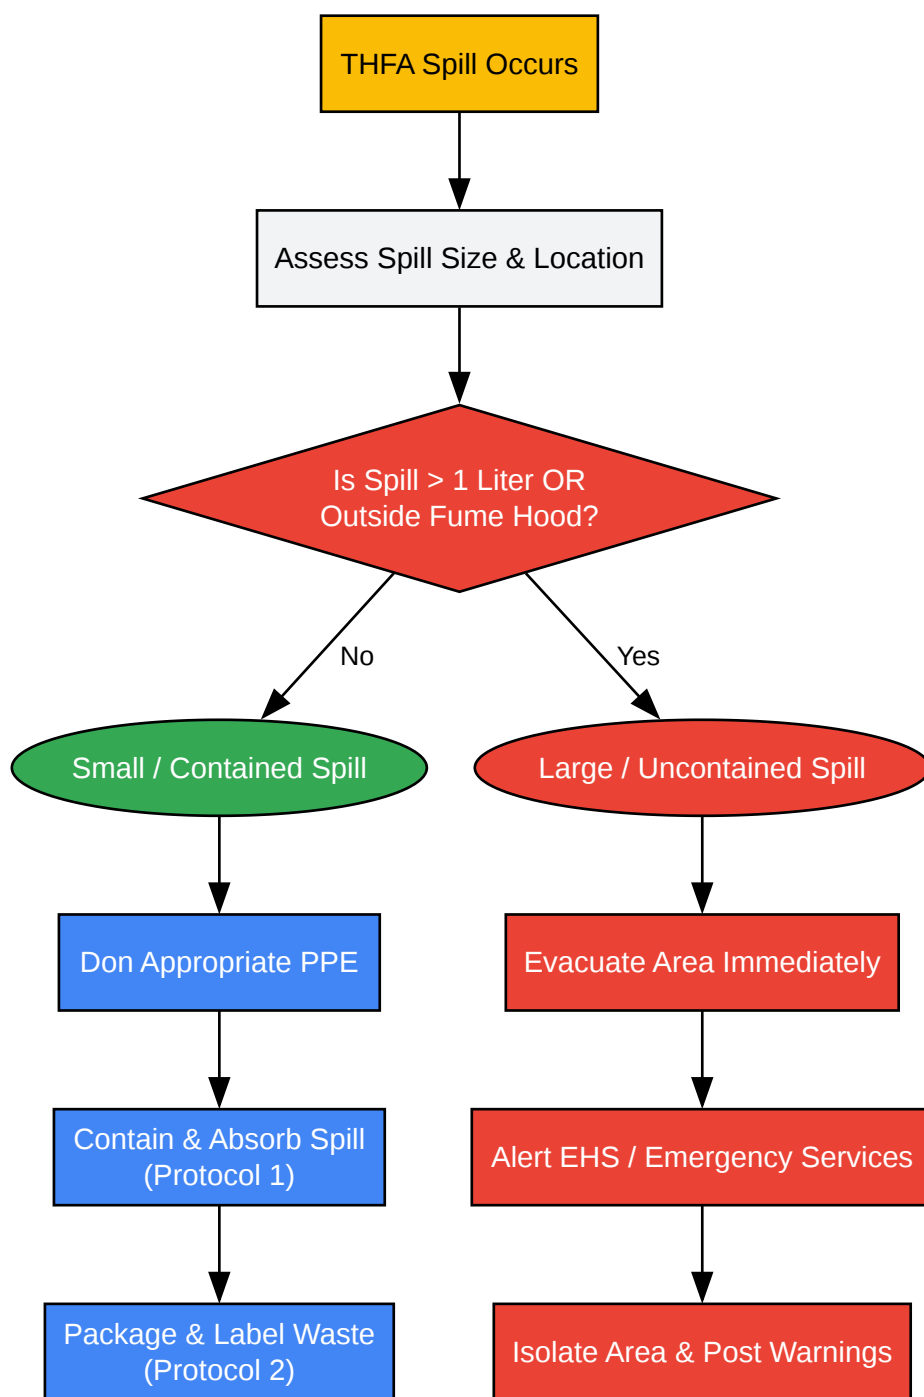 THFA Spill Occurs
Assess Spill Size & Location
Is Spill > 1 Liter OR
Outside Fume Hood?
No
Yes
Small / Contained Spill
Large / Uncontained Spill
Don Appropriate PPE
Evacuate Area Immediately
Contain & Absorb Spill
(Protocol 1)
Alert EHS / Emergency Services
Package & Label Waste
(Protocol 2)
Isolate Area & Post Warnings